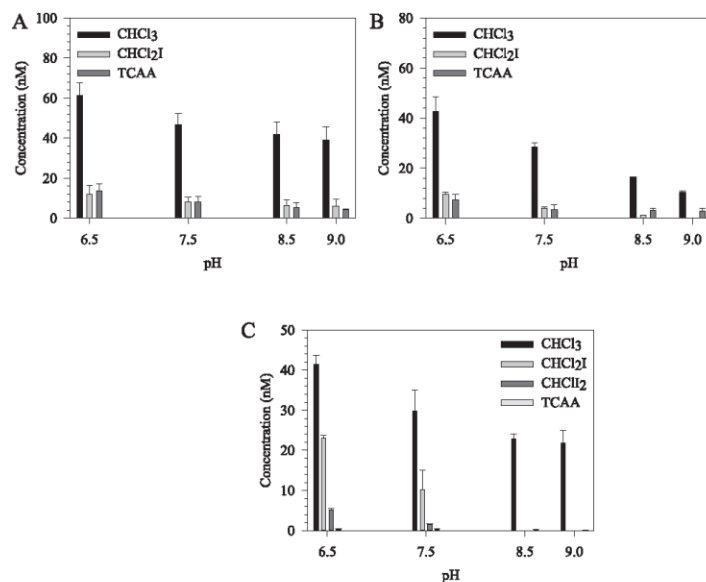 A
CHCl3
CHCl2I
TCAA
Concentration (nM)
100
80
60
40
20
0
6.5 7.5 8.5 9.0
pH
B
CHCl3
CHCl2I
TCAA
Concentration (nM)
80
60
40
20
0
6.5 7.5 8.5 9.0
pH
C
CHCl3
CHCl2I
CHClI2
TCAA
Concentration (nM)
50
40
30
20
10
0
6.5 7.5 8.5 9.0
pH